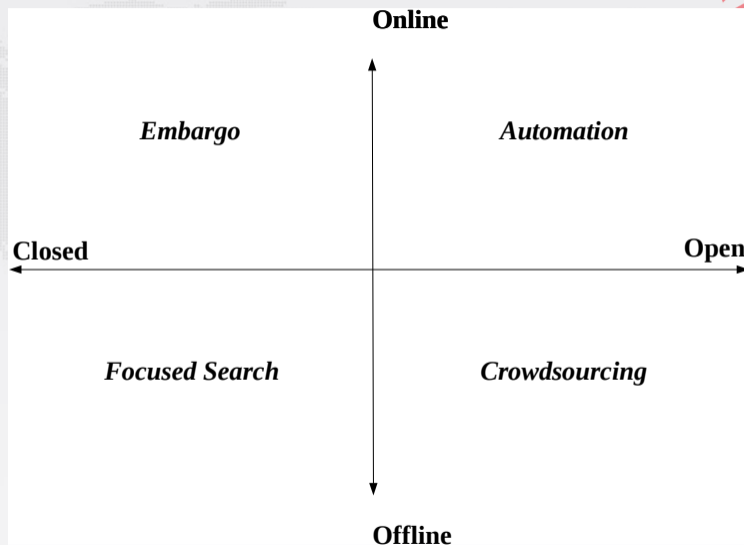 Online
Embargo
Automation
Closed
Open
Focused Search
Crowdsourcing
Offline